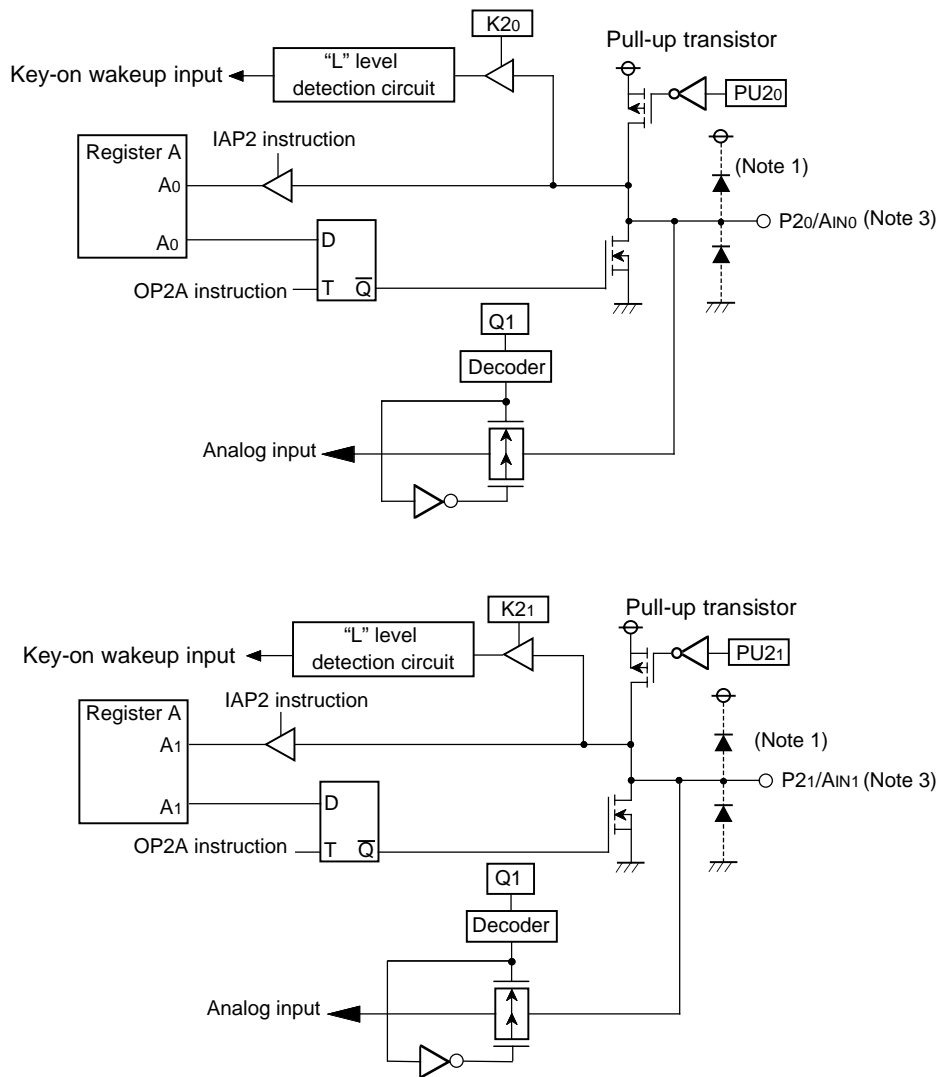 K20
Pull-up transistor
Key-on wakeup input
“L” level
detection circuit
PU20
IAP2 instruction
Register A
(Note 1)
A0
P20/AIN0 (Note 3)
A0
D
OP2A instruction
T
Q
Q1
Decoder
Analog input
K21
Pull-up transistor
Key-on wakeup input
“L” level
detection circuit
PU21
IAP2 instruction
Register A
(Note 1)
A1
P21/AIN1 (Note 3)
A1
D
OP2A instruction
T
Q
Q1
Decoder
Analog input